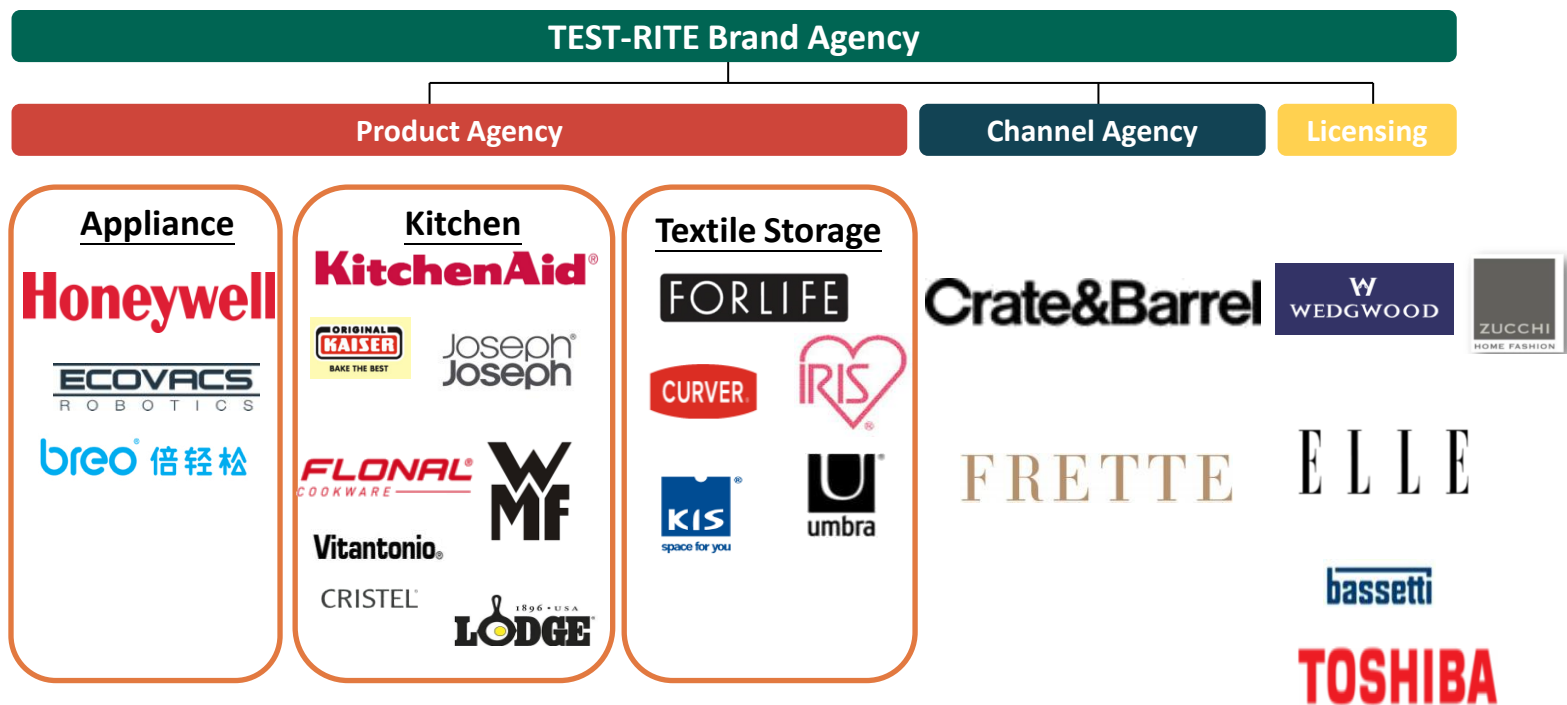 TEST-RITE Brand Agency
Product Agency
Channel Agency
Licensing
Appliance
Honeywell
ECOVACS
ROBOTICS
breo® 倍轻松
Kitchen
KitchenAid®
ORIGINAL
KAISER
BAKE THE BEST
Joseph®
Joseph
FLONAL®
COOKWARE
WMF
Vitantonio®
CRISTEL®
1896 • USA
LODGE®
Textile Storage
FORLIFE
CURVER®
IRIS®
KIS®
space for you
U®
umbra
Crate&Barrel
FRETTE
W
WEDGWOOD
ZUCCHI
HOME FASHION
ELLE
bassetti
TOSHIBA